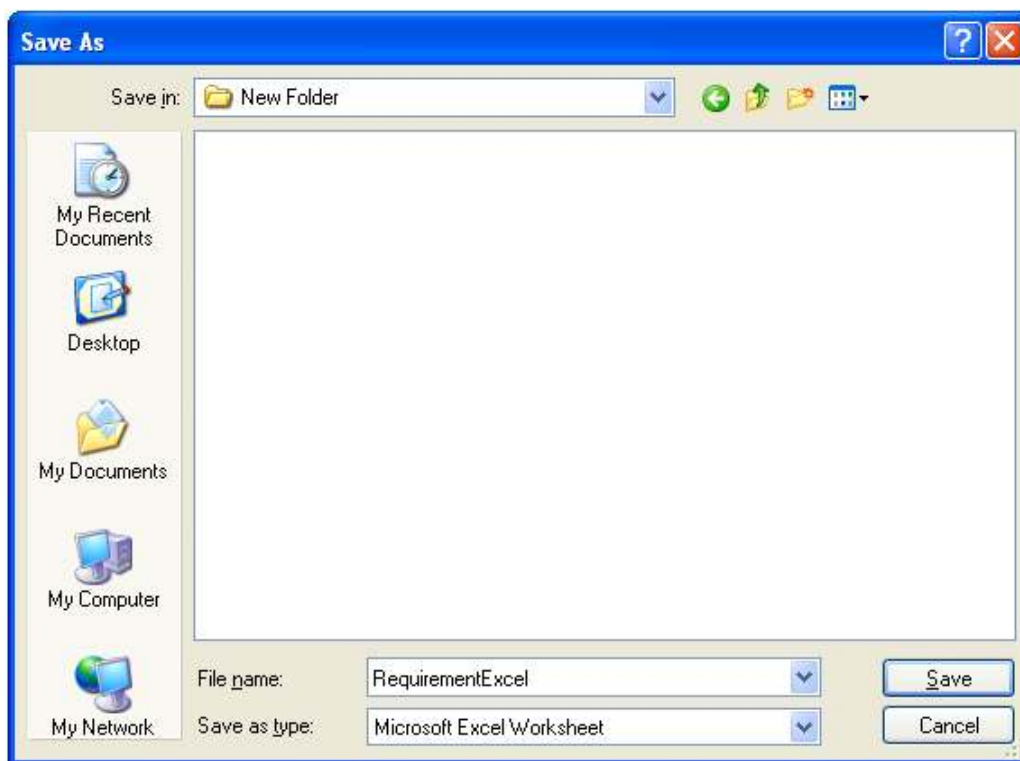 Save As
Save in: New Folder
My Recent
Documents
Desktop
My Documents
My Computer
My Network
File name: RequirementExcel Save
Save as type: Microsoft Excel Worksheet Cancel